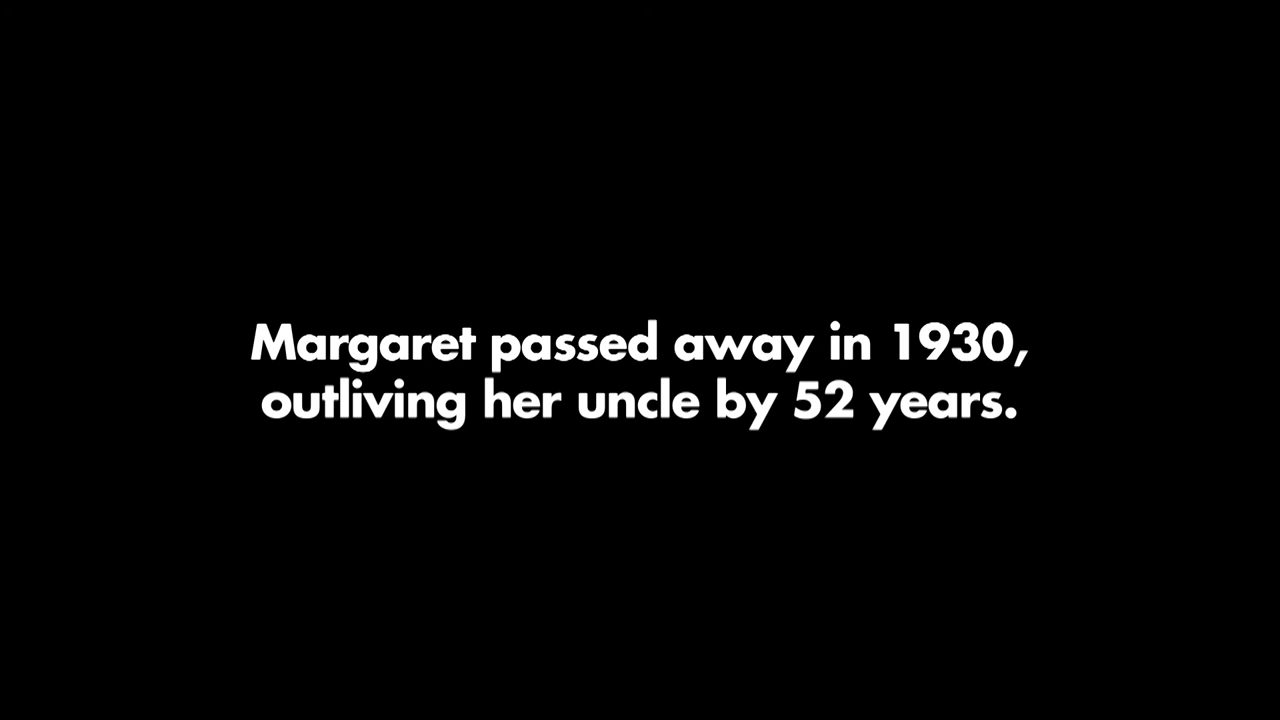 Margaret passed away in 1930,
outliving her uncle by 52 years.